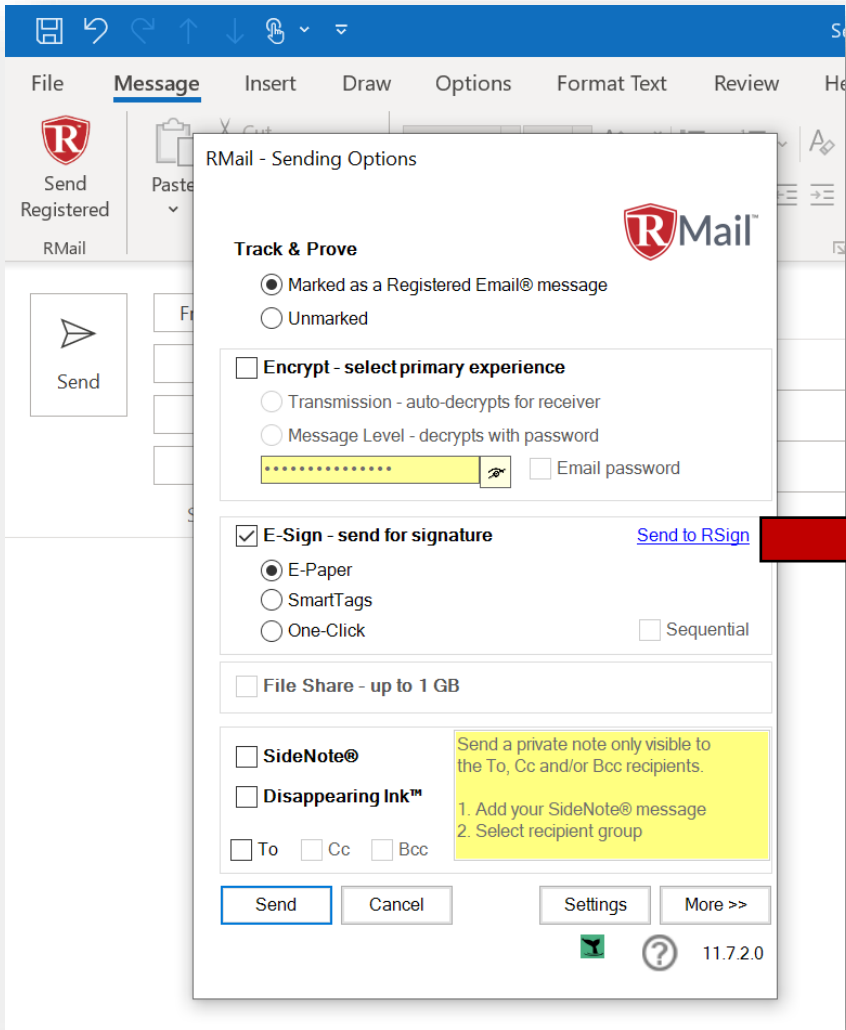 File Message Insert Draw Options Format Text Review
Send
Registered
RMail
Paste
Cut
RMail - Sending Options
RMail™
Track & Prove
Marked as a Registered Email® message
Unmarked
Send
Encrypt - select primary experience
Transmission - auto-decrypts for receiver
Message Level - decrypts with password
Email password
E-Sign - send for signature Send to RSign
E-Paper
SmartTags
One-Click Sequential
File Share - up to 1 GB
SideNote®
Disappearing Ink™
To Cc Bcc
Send a private note only visible to
the To, Cc and/or Bcc recipients.
1. Add your SideNote® message
2. Select recipient group
Send Cancel Settings More >>
11.7.2.0